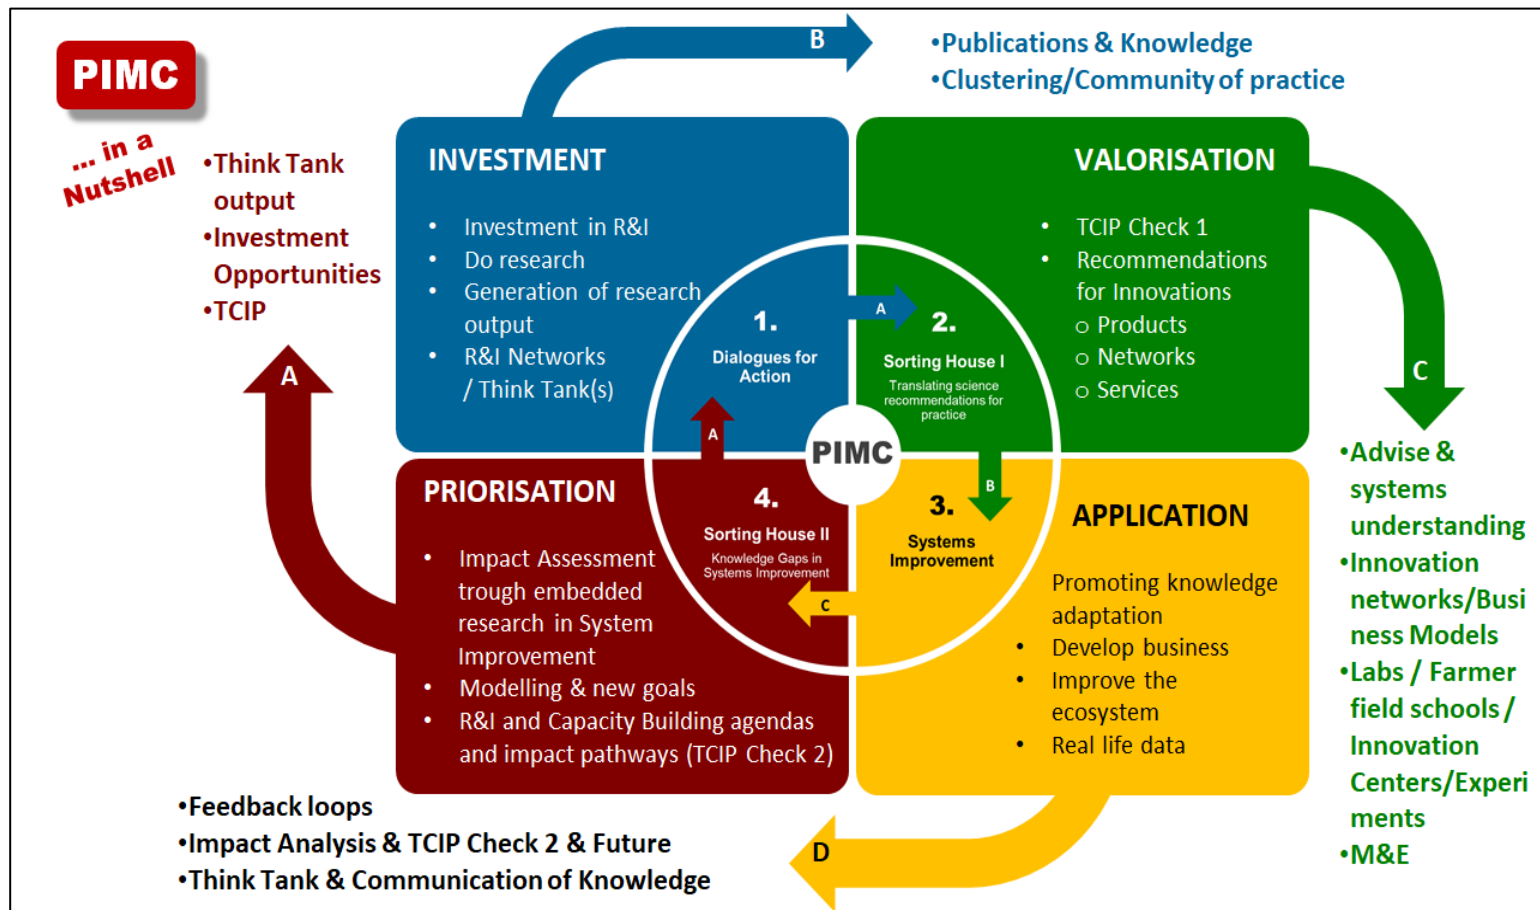 PIMC
... in a
Nutshell
•Think Tank
output
•Investment
Opportunities
•TCIP
A
B
•Publications & Knowledge
•Clustering/Community of practice
INVESTMENT
• Investment in R&I
• Do research
• Generation of research
output
• R&I Networks
/ Think Tank(s)
1.
Dialogues for
Action
A
VALORISATION
• TCIP Check 1
• Recommendations
for Innovations
o Products
o Networks
o Services
2.
Sorting House I
Translating science
recommendations for
practice
B
C
•Advise &
systems
understanding
•Innovation
networks/Busi
ness Models
•Labs / Farmer
field schools /
Innovation
Centers/Experi
ments
•M&E
PIMC
APPLICATION
Promoting knowledge
adaptation
• Develop business
• Improve the
ecosystem
• Real life data
3.
Systems
Improvement
C
PRIORISATION
• Impact Assessment
trough embedded
research in System
Improvement
• Modelling & new goals
• R&I and Capacity Building agendas
and impact pathways (TCIP Check 2)
4.
Sorting House II
Knowledge Gaps in
Systems Improvement
A
D
•Feedback loops
•Impact Analysis & TCIP Check 2 & Future
•Think Tank & Communication of Knowledge